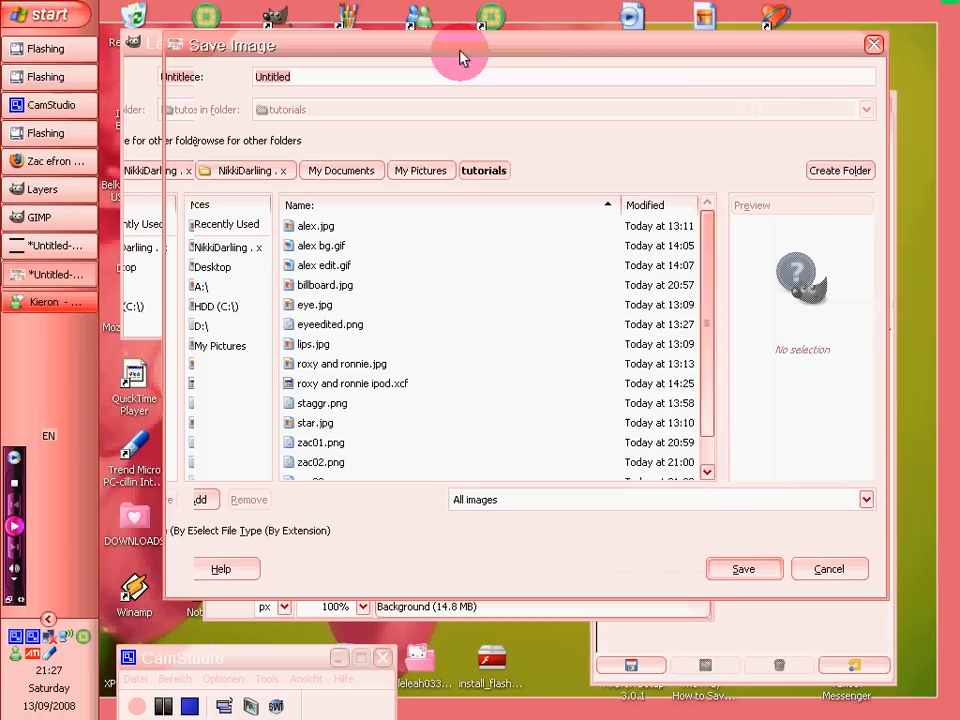 start
Save Image
Flashing
Flashing
CamStudio
Flashing
Zac efron ...
Layers
GIMP
*Untitled-...
*Untitled-...
Kieron - ...
EN
21:27
Saturday
13/09/2008
Untitled
in folder:
tutorials
rowse for other folders
NikkiDarliing . x
NikkiDarliing . x
My Documents
My Pictures
tutorials
Create Folder
Recently Used
NikkiDarliing . x
Desktop
A:\
HDD (C:\)
D:\
My Pictures
Name:
Modified
alex.jpg
Today at 13:11
alex bg.gif
Today at 14:05
alex edit.gif
Today at 14:07
billboard.jpg
Today at 20:57
eye.jpg
Today at 13:09
eyeedited.png
Today at 13:27
lips.jpg
Today at 13:09
roxy and ronnie.jpg
Today at 13:13
roxy and ronnie ipod.xcf
Today at 14:25
staggr.png
Today at 13:58
star.jpg
Today at 13:10
zac01.png
Today at 20:59
zac02.png
Today at 21:00
Preview
No selection
Remove
All images
Select File Type (By Extension)
Help
Save
Cancel
px
100%
Background (14.8 MB)
QuickTime
Player
Trend Micro
PC-cillin Int...
DOWNLOADS
Winamp
CamStudio
Datei
Bereich
Optionen
Tools
Ansicht
Hilfe
install_flash...
3.0.1
How to Sav...
Messenger